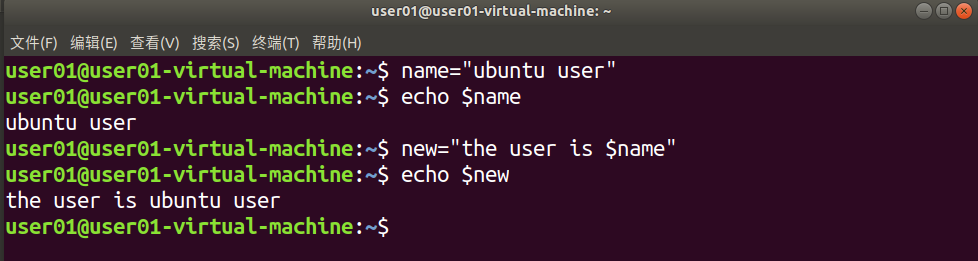 user01@user01-virtual-machine: ~
文件(F) 编辑(E) 查看(V) 搜索(S) 终端(T) 帮助(H)
user01@user01-virtual-machine:~$ name="ubuntu user"
user01@user01-virtual-machine:~$ echo $name
ubuntu user
user01@user01-virtual-machine:~$ new="the user is $name"
user01@user01-virtual-machine:~$ echo $new
the user is ubuntu user
user01@user01-virtual-machine:~$